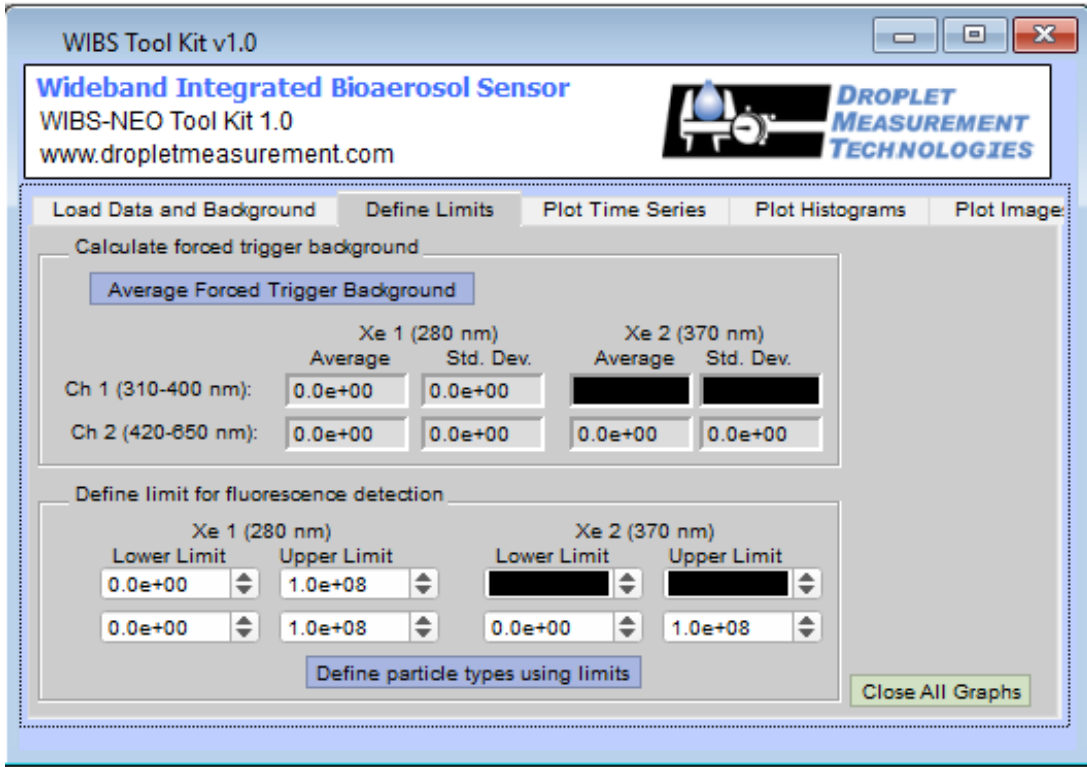 WIBS Tool Kit v1.0
Wideband Integrated Bioaerosol Sensor
WIBS-NEO Tool Kit 1.0
www.dropletmeasurement.com
DROPLET
MEASUREMENT
TECHNOLOGIES
Load Data and Background Define Limits Plot Time Series Plot Histograms Plot Image
Calculate forced trigger background
Average Forced Trigger Background
Xe 1 (280 nm) Xe 2 (370 nm)
Average Std. Dev. Average Std. Dev.
Ch 1 (310-400 nm): 0.0e+00 0.0e+00
Ch 2 (420-650 nm): 0.0e+00 0.0e+00 0.0e+00 0.0e+00
Define limit for fluorescence detection
Xe 1 (280 nm) Xe 2 (370 nm)
Lower Limit Upper Limit Lower Limit Upper Limit
0.0e+00 1.0e+08
0.0e+00 1.0e+08 0.0e+00 1.0e+08
Define particle types using limits
Close All Graphs